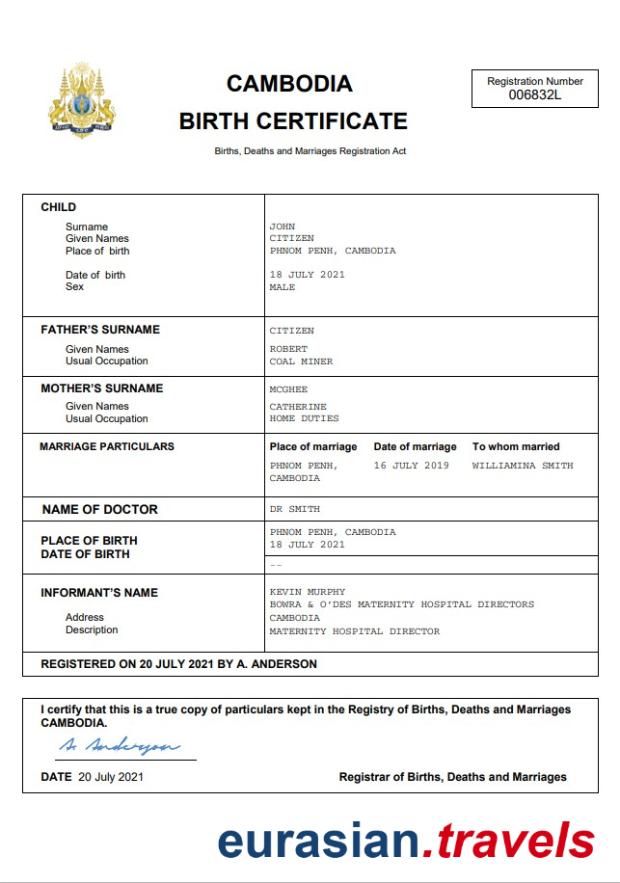 CAMBODIA
BIRTH CERTIFICATE
Births, Deaths and Marriages Registration Act
Registration Number
006832L
CHILD
Surname JOHN
Given Names CITIZEN
Place of birth PHNOM PENH, CAMBODIA
Date of birth 18 JULY 2021
Sex MALE
FATHER'S SURNAME CITIZEN
Given Names ROBERT
Usual Occupation COAL MINER
MOTHER'S SURNAME MCGHEE
Given Names CATHERINE
Usual Occupation HOME DUTIES
MARRIAGE PARTICULARS Place of marriage Date of marriage To whom married
PHNOM PENH, 16 JULY 2019 WILLIAMINA SMITH
CAMBODIA
NAME OF DOCTOR DR SMITH
PLACE OF BIRTH PHNOM PENH, CAMBODIA
DATE OF BIRTH 18 JULY 2021
--
INFORMANT'S NAME KEVIN MURPHY
BOWRA & O'DES MATERNITY HOSPITAL DIRECTORS
Address CAMBODIA
Description MATERNITY HOSPITAL DIRECTOR
REGISTERED ON 20 JULY 2021 BY A. ANDERSON
I certify that this is a true copy of particulars kept in the Registry of Births, Deaths and Marriages
CAMBODIA.
A. Anderson
DATE 20 July 2021 Registrar of Births, Deaths and Marriages
eurasian.travels